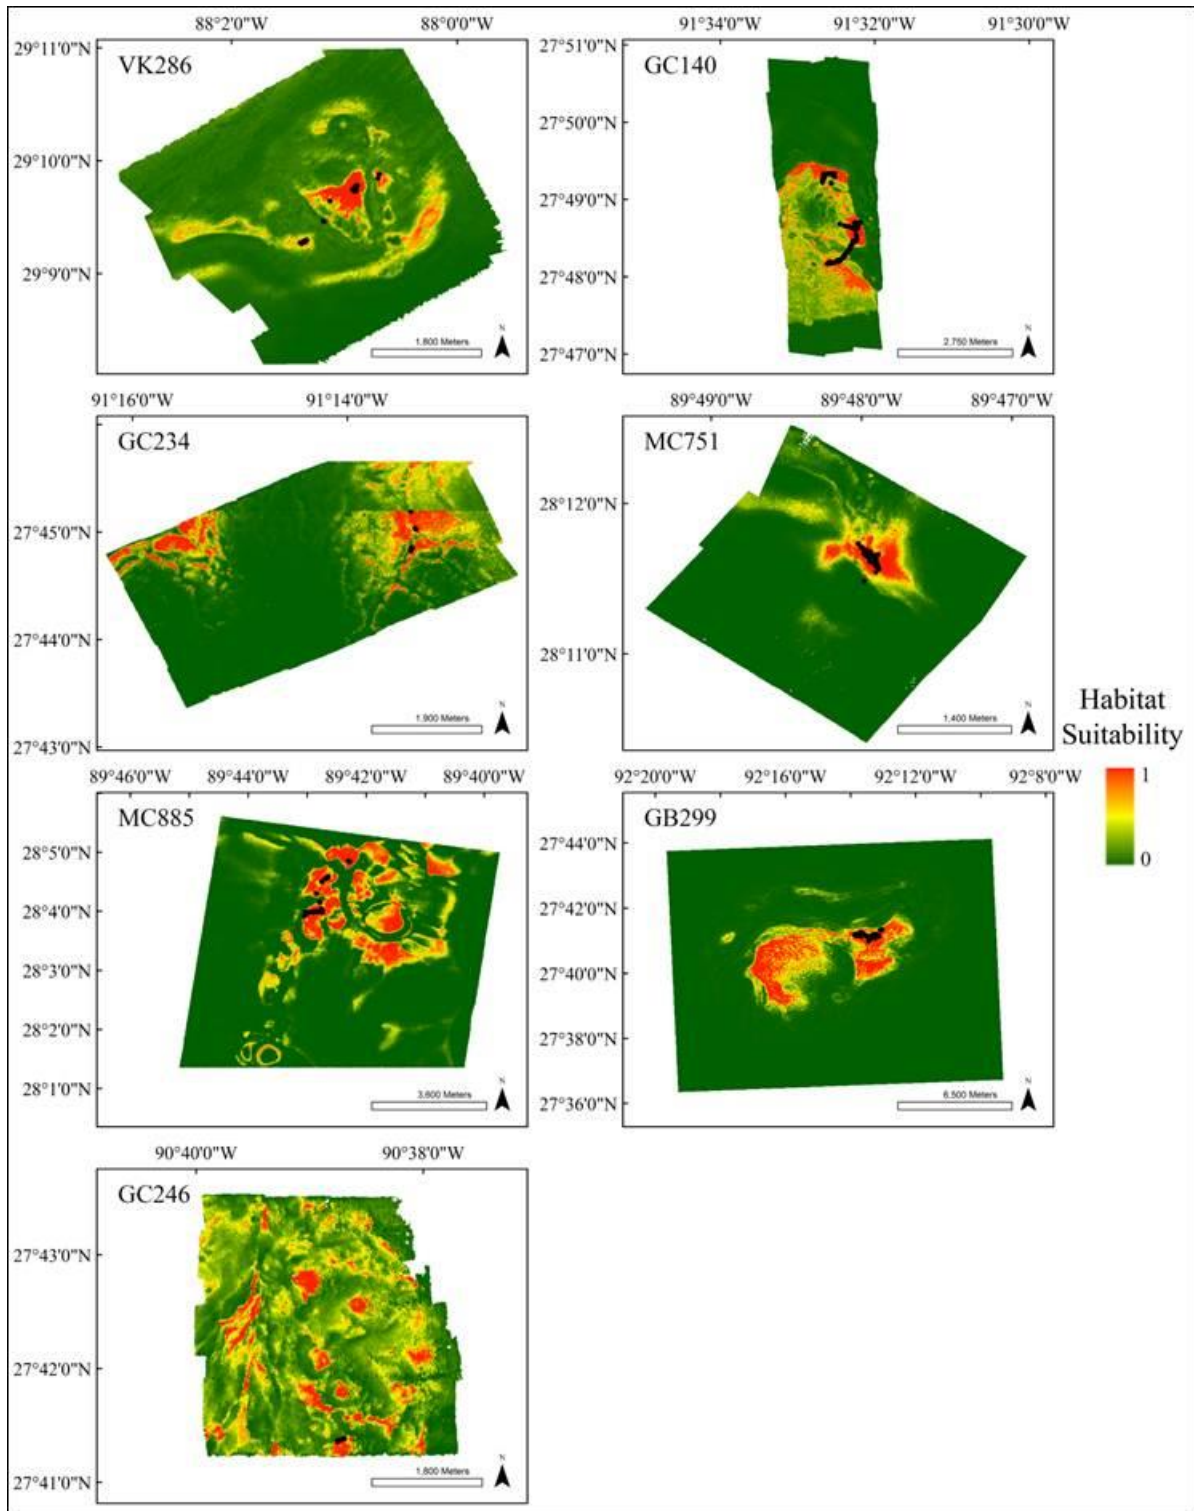 88°2'0"W 88°0'0"W
29°11'0"N
29°10'0"N
29°9'0"N
VK286
N
1,800 Meters
91°34'0"W 91°32'0"W 91°30'0"W
27°51'0"N
27°50'0"N
27°49'0"N
27°48'0"N
27°47'0"N
GC140
N
2,750 Meters
91°16'0"W 91°14'0"W
27°45'0"N
27°44'0"N
27°43'0"N
GC234
N
1,900 Meters
89°49'0"W 89°48'0"W 89°47'0"W
28°12'0"N
28°11'0"N
MC751
N
1,400 Meters
Habitat
Suitability
1
0
89°46'0"W 89°44'0"W 89°42'0"W 89°40'0"W
28°5'0"N
28°4'0"N
28°3'0"N
28°2'0"N
28°1'0"N
MC885
N
3,600 Meters
92°20'0"W 92°16'0"W 92°12'0"W 92°8'0"W
27°44'0"N
27°42'0"N
27°40'0"N
27°38'0"N
27°36'0"N
GB299
N
6,500 Meters
90°40'0"W 90°38'0"W
27°43'0"N
27°42'0"N
27°41'0"N
GC246
N
1,800 Meters